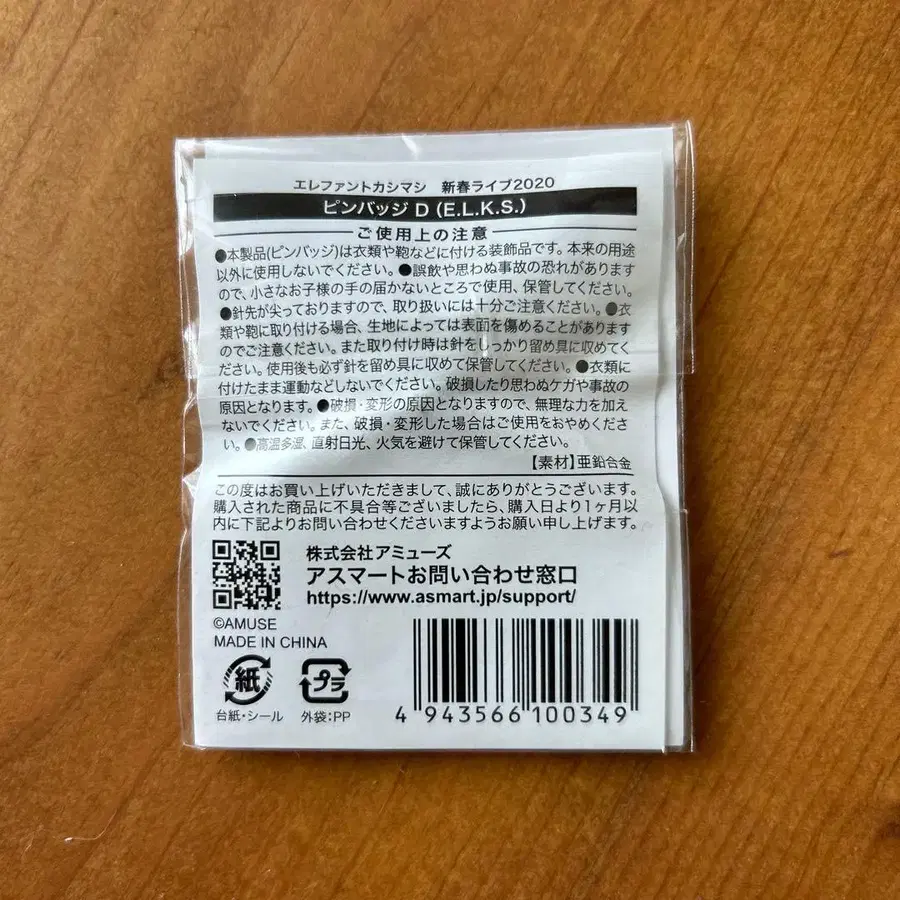 エレファントカシマシ 新春ライブ2020
ピンバッジ D (E.L.K.S.)
ご使用上の注意
●本製品(ピンバッジ)は衣類や鞄などに付ける装飾品です。本来の用途
以外に使用しないでください。●誤飲や思わぬ事故の恐れがあります
ので、小さなお子様の手の届かないところで使用、保管してください。
●針先が尖っておりますので、取り扱いには十分ご注意ください。●衣
類や鞄に取り付ける場合、生地によっては表面を傷めることがあります
のでご注意ください。また取り付け時は針をしっかり留め具に収めてく
ださい。使用後も必ず針を留め具に収めて保管してください。●衣類に
付けたまま運動などしないでください。破損したり思わぬケガや事故の
原因となります。●破損・変形の原因となりますので、無理な力を加え
ないでください。また、破損・変形した場合はご使用をおやめくださ
い。●高温多湿、直射日光、火気を避けて保管してください。
【素材】亜鉛合金
この度はお買い上げいただきまして、誠にありがとうございます。
購入された商品に不具合等ございましたら、購入日より1ヶ月以
内に下記よりお問い合わせくださいますようお願い申し上げます。
株式会社アミューズ
アスマートお問い合わせ窓口
https://www.asmart.jp/support/
©AMUSE
MADE IN CHINA
紙
プラ
台紙・シール
外袋:PP
4 943566 100349